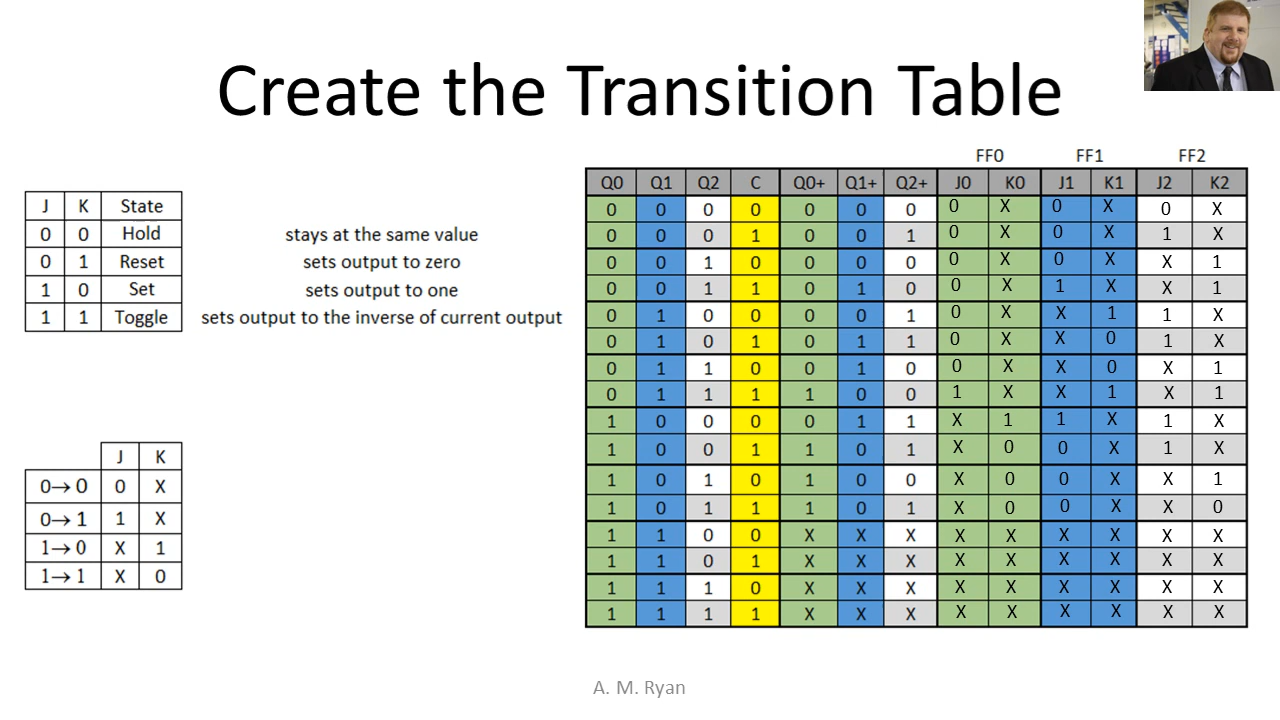 Create the Transition Table
J K State
0 0 Hold stays at the same value
0 1 Reset sets output to zero
1 0 Set sets output to one
1 1 Toggle sets output to the inverse of current output
J K
0→0 0 X
0→1 1 X
1→0 X 1
1→1 X 0
FF0 FF1 FF2
Q0 Q1 Q2 C Q0+ Q1+ Q2+ J0 K0 J1 K1 J2 K2
0 0 0 0 0 0 0 0 X 0 X 0 X
0 0 0 1 0 0 1 0 X 0 X 1 X
0 0 1 0 0 0 0 0 X 0 X X 1
0 0 1 1 0 1 0 0 X 1 X X 1
0 1 0 0 0 0 1 0 X X 1 1 X
0 1 0 1 0 1 1 0 X X 0 1 X
0 1 1 0 0 1 0 0 X X 0 X 1
0 1 1 1 1 0 0 1 X X 1 X 1
1 0 0 0 0 1 1 X 1 1 X 1 X
1 0 0 1 1 0 1 X 0 0 X 1 X
1 0 1 0 1 0 0 X 0 0 X X 1
1 0 1 1 1 0 1 X 0 0 X X 0
1 1 0 0 X X X X X X X X X
1 1 0 1 X X X X X X X X X
1 1 1 0 X X X X X X X X X
1 1 1 1 X X X X X X X X X
A. M. Ryan